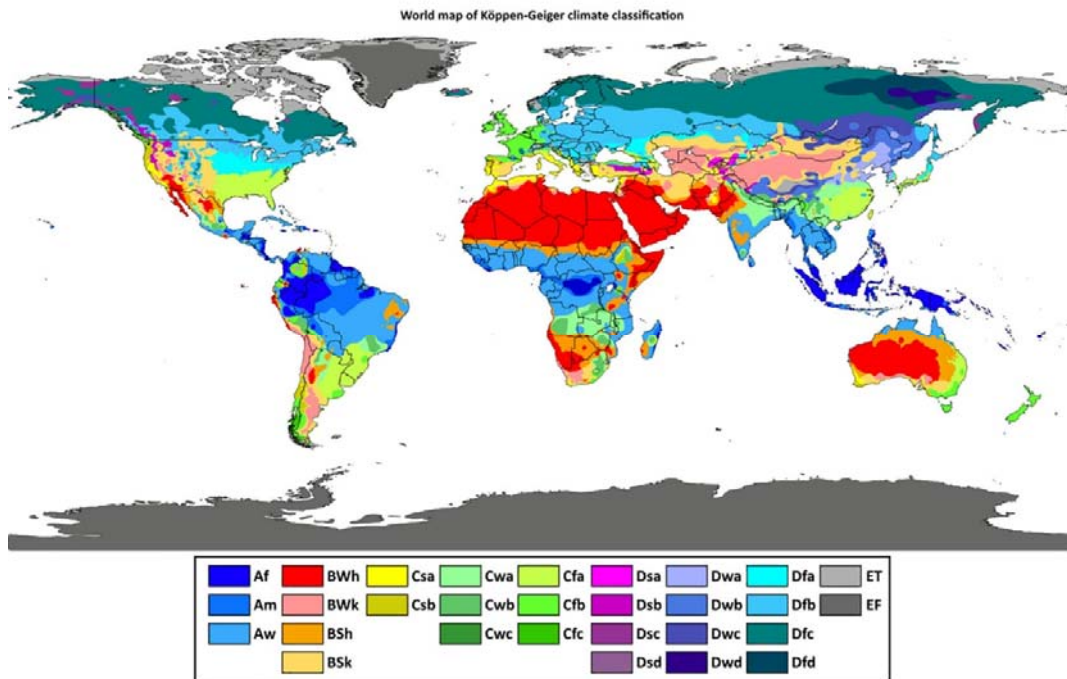 World map of Köppen-Geiger climate classification
Af BWh Csa Cwa Cfa Dsa Dwa Dfa ET
Am BWk Csb Cwb Cfb Dsb Dwb Dfb EF
Aw BSh Cwc Cfc Dsc Dwc Dfc
BSk Dsd Dwd Dfd